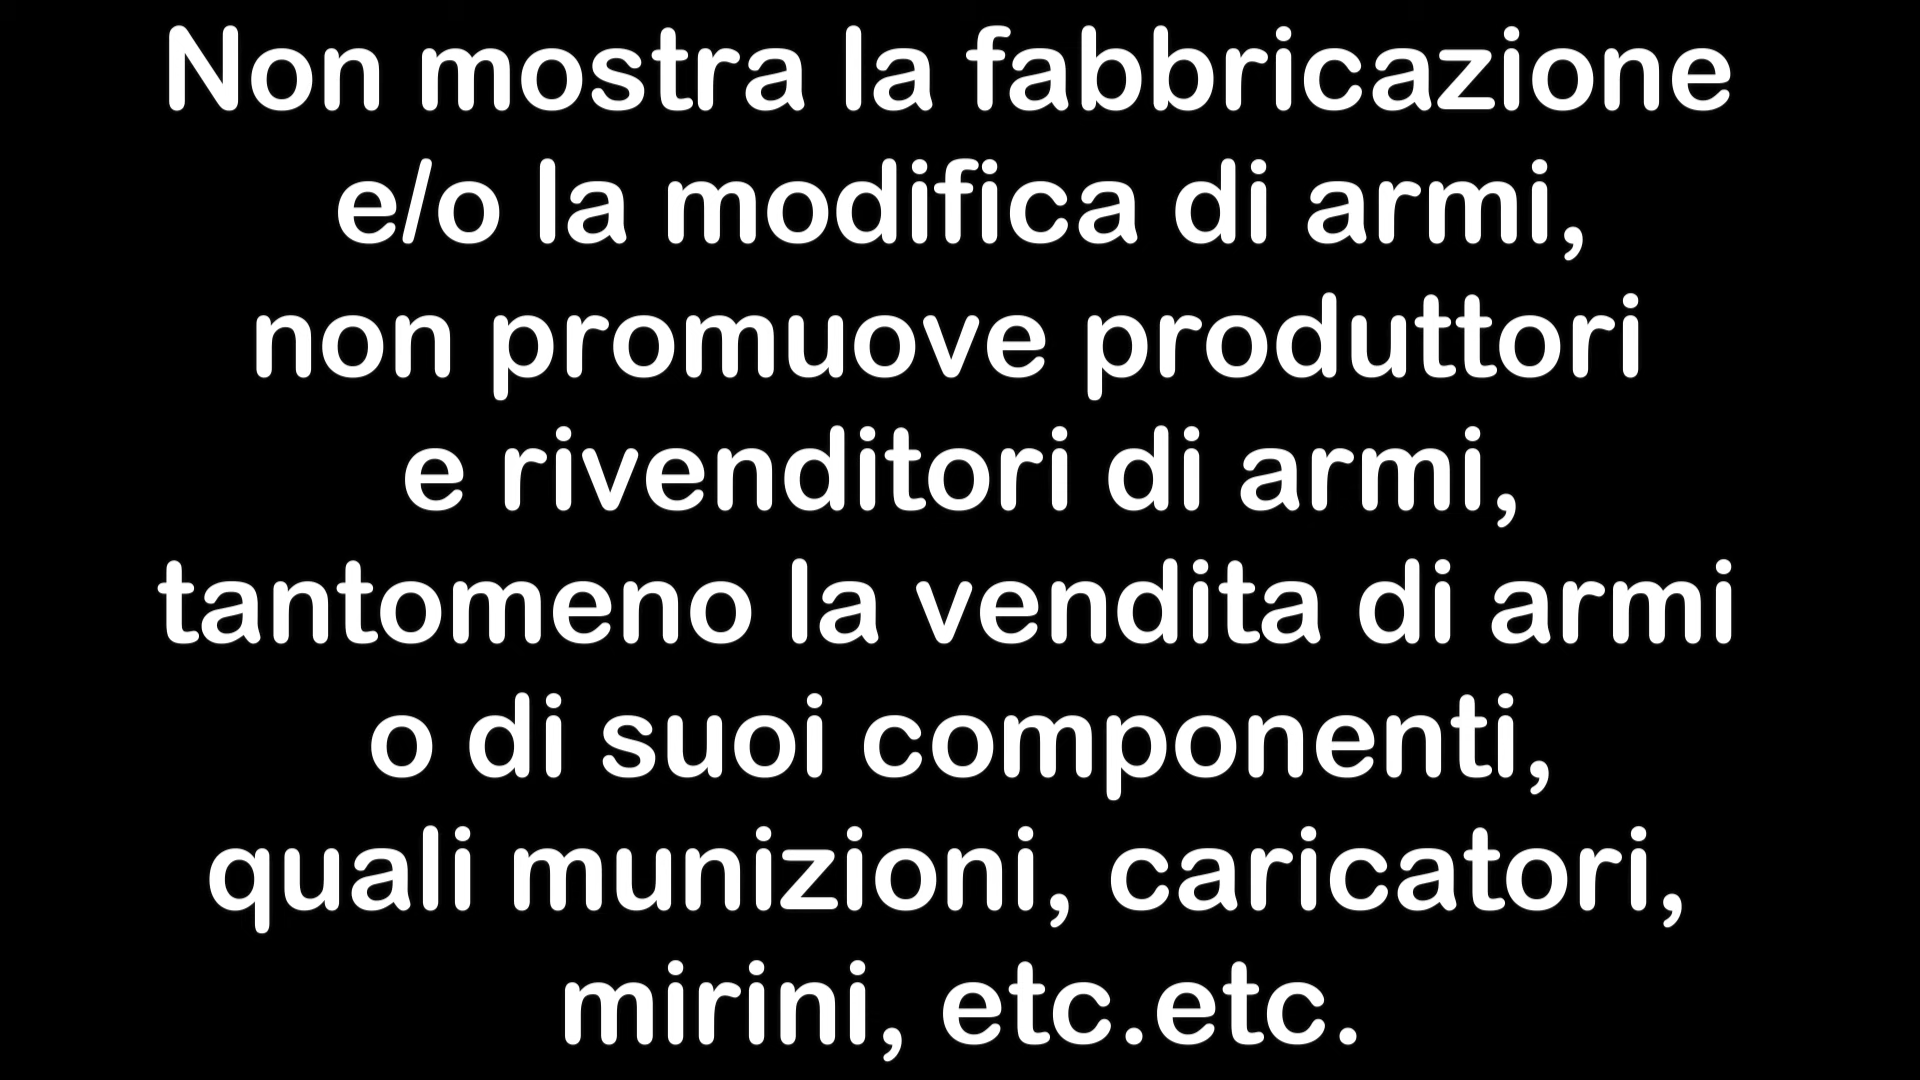 Non mostra la fabbricazione
e/o la modifica di armi,
non promuove produttori
e rivenditori di armi,
tantomeno la vendita di armi
o di suoi componenti,
quali munizioni, caricatori,
mirini, etc.etc.